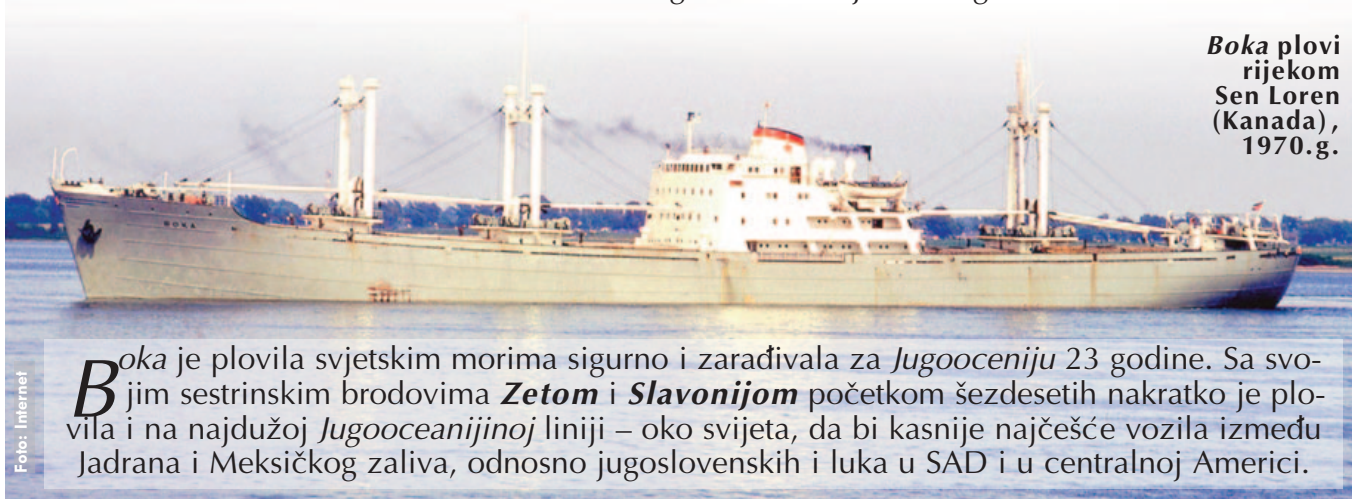 Boka plovi
rijekom
Sen Loren
(Kanada),
1970.g.
BOKA
Boka je plovila svjetskim morima sigurno i zarađivala za Jugooceniju 23 godine. Sa svo-
jim sestrinskim brodovima Zetom i Slavonijom početkom šezdesetih nakratko je plo-
vila i na najdužoj Jugooceanijinoj liniji – oko svijeta, da bi kasnije najčešće vozila između
Jadrana i Meksičkog zaliva, odnosno jugoslovenskih i luka u SAD i u centralnoj Americi.
Foto: Internet